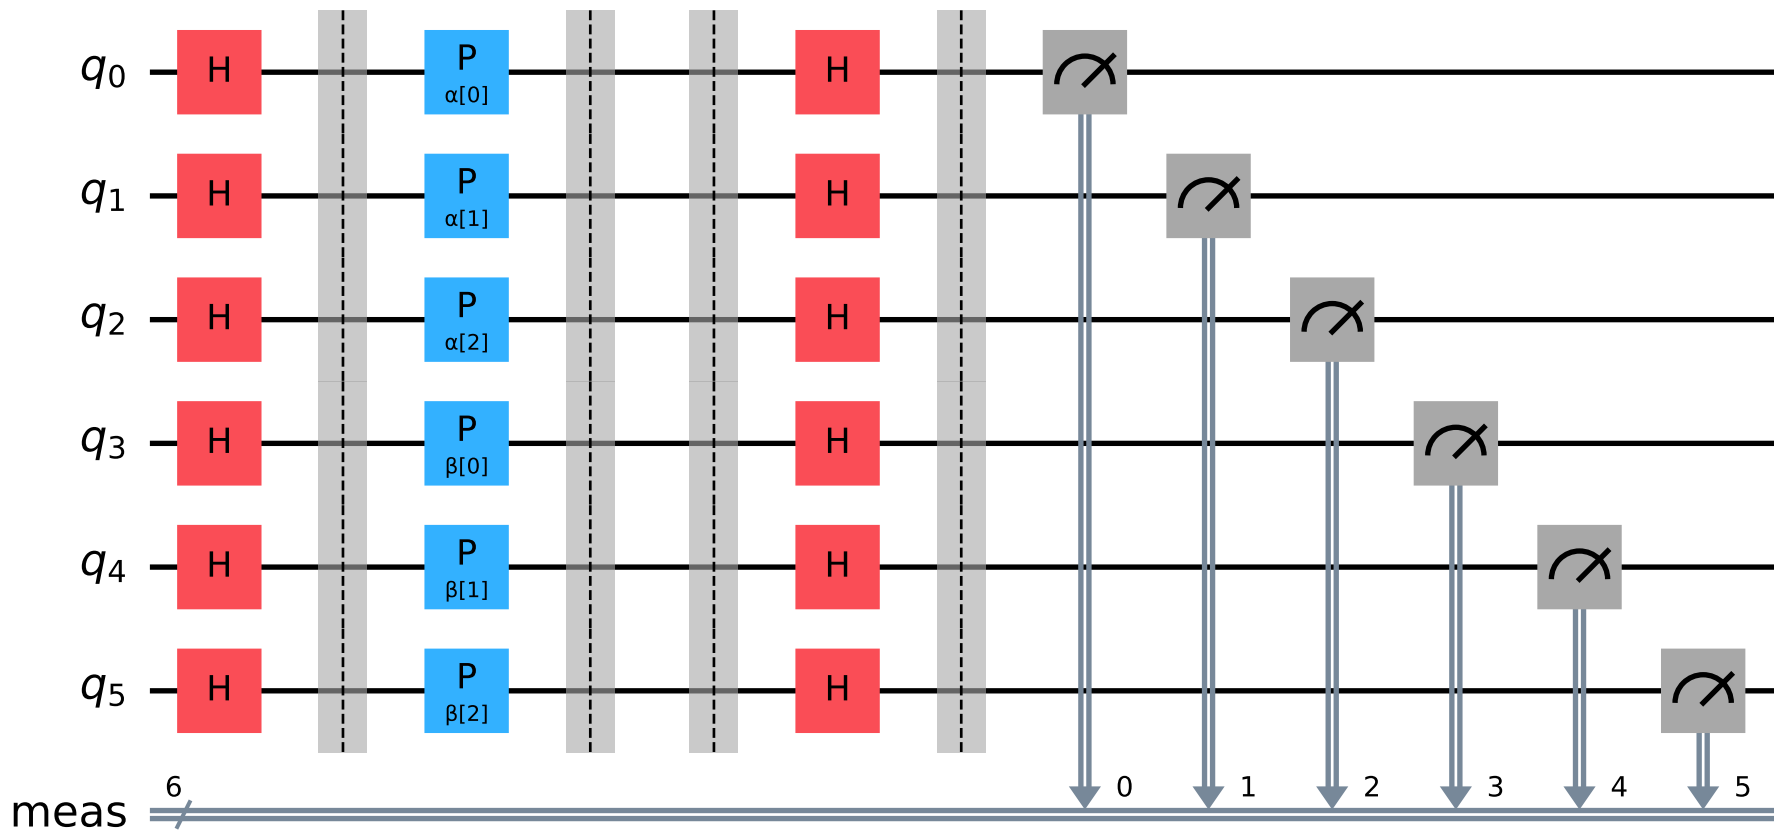 q0 H P α[0] H
q1 H P α[1] H
q2 H P α[2] H
q3 H P β[0] H
q4 H P β[1] H
q5 H P β[2] H
6 0 1 2 3 4 5
meas